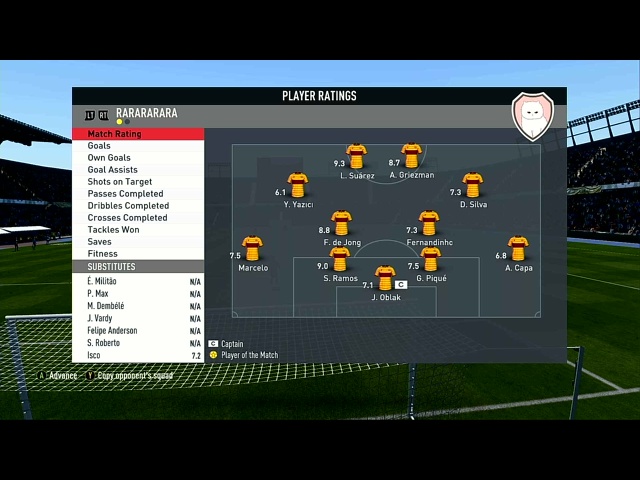 PLAYER RATINGS
LT RT RARARARARA
Match Rating
Goals
Own Goals
Goal Assists
Shots on Target
Passes Completed
Dribbles Completed
Crosses Completed
Tackles Won
Saves
Fitness
SUBSTITUTES
É. Militão N/A
P. Max N/A
M. Dembélé N/A
J. Vardy N/A
Felipe Anderson N/A
S. Roberto N/A
Isco 7.2
9.3
L. Suárez
8.7
A. Griezman
6.1
Y. Yazıcı
7.3
D. Silva
8.8
F. de Jong
7.3
Fernandinho
7.5
Marcelo
9.0
S. Ramos
7.5
G. Piqué
6.8
A. Capa
7.1
C
J. Oblak
C Captain
Player of the Match
A Advance Y Copy opponent's squad